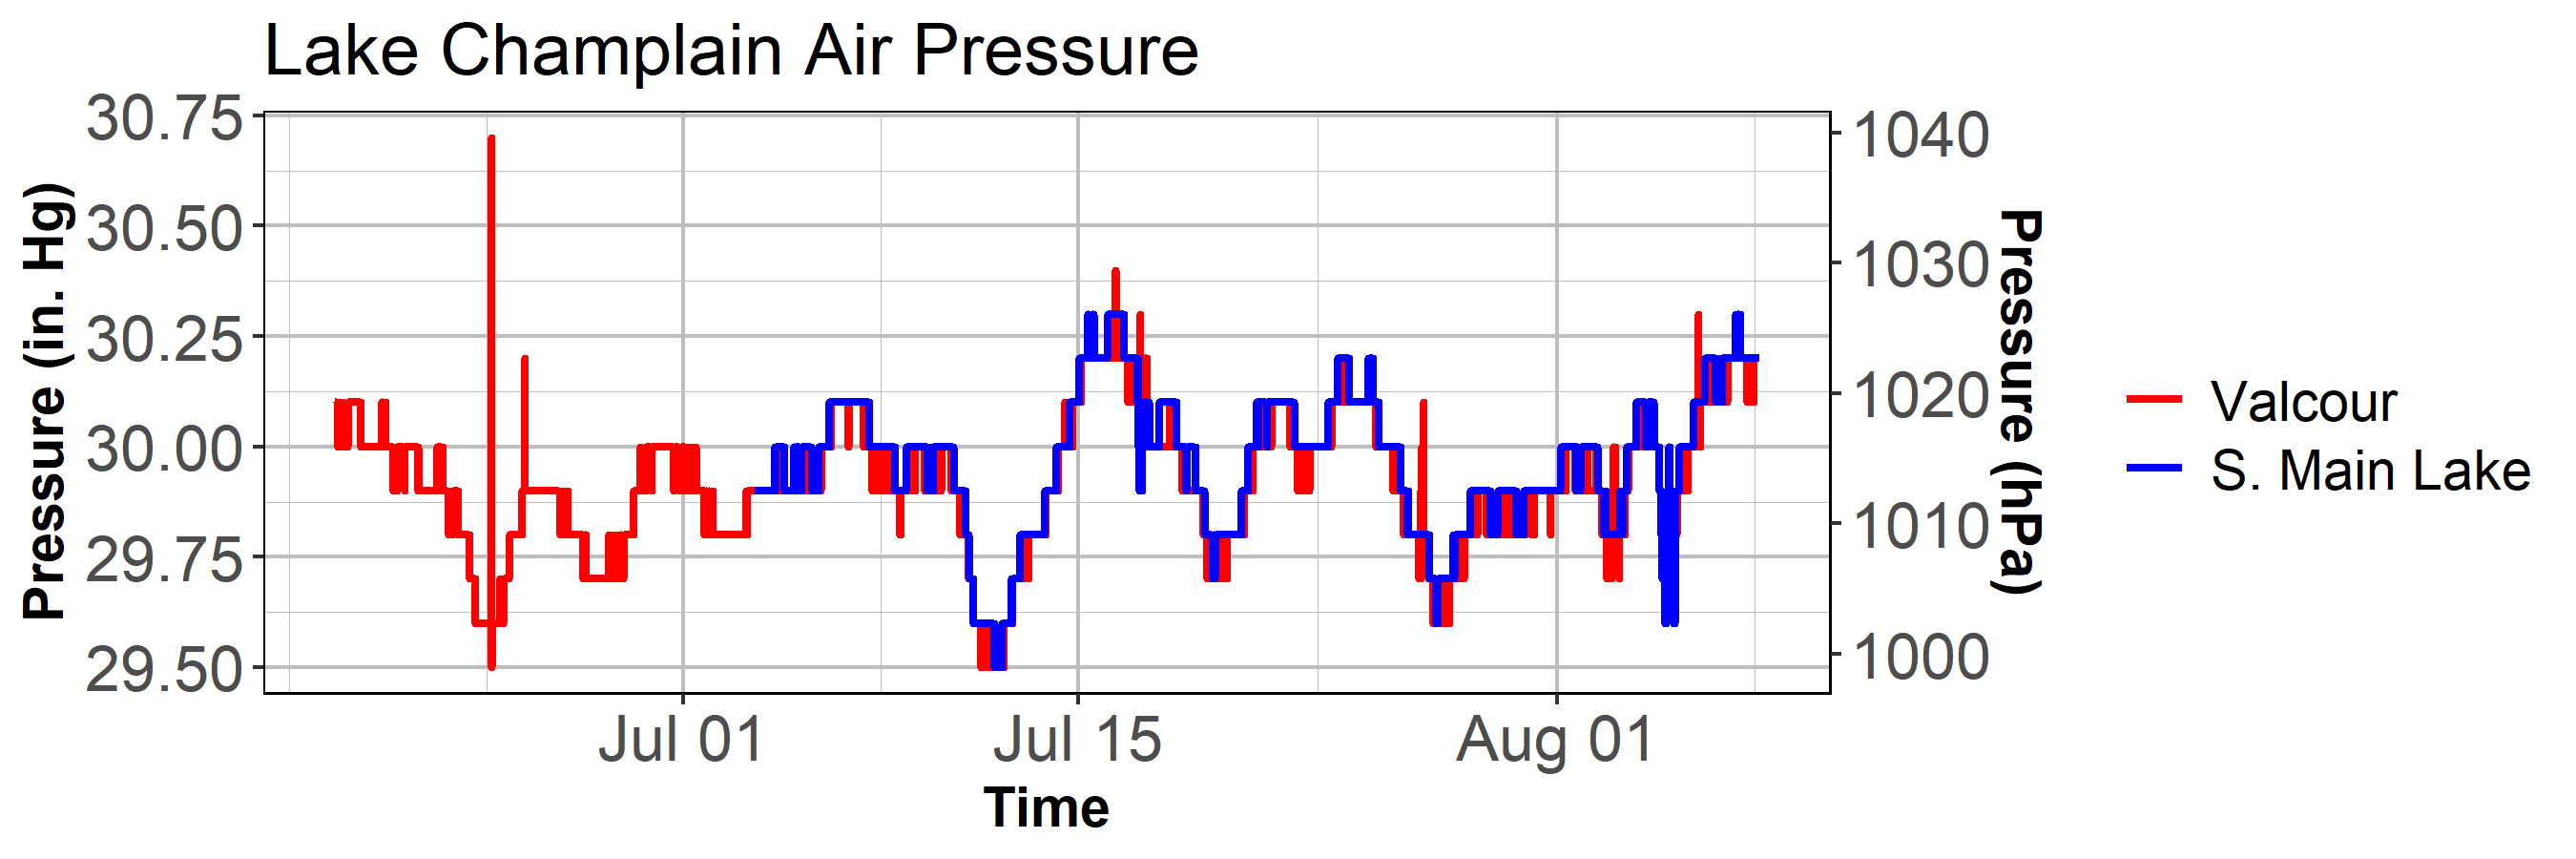 Lake Champlain Air Pressure
Pressure (in. Hg)
30.75
30.50
30.25
30.00
29.75
29.50
1040
1030
1020
1010
1000
Pressure (hPa)
Jul 01
Jul 15
Aug 01
Time
Valcour
S. Main Lake